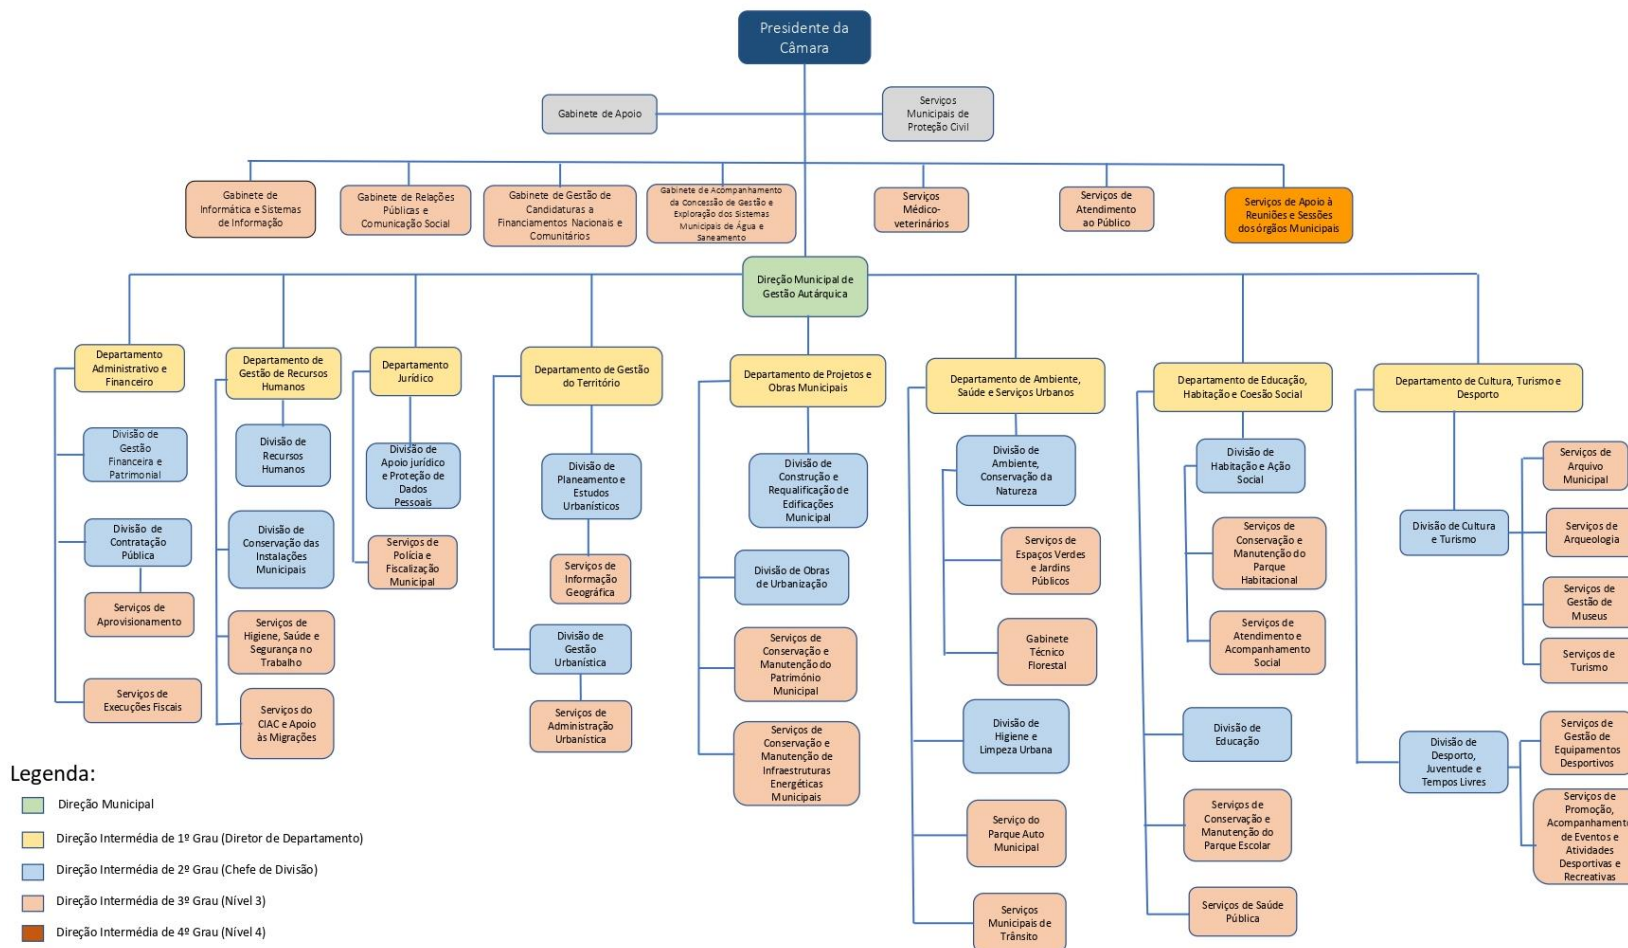 Presidente da
Câmara
Gabinete de Apoio
Serviços
Municipais de
Proteção Civil
Gabinete de
Informática e Sistemas
de Informação
Gabinete de Relações
Públicas e
Comunicação Social
Gabinete de Gestão de
Candidaturas a
Financiamentos Nacionais e
Comunitários
Gabinete de Acompanhamento
da Concessão de Gestão e
Exploração dos Sistemas
Municipais de Água e
Saneamento
Serviços
Médico-
veterinários
Serviços de
Atendimento
ao Público
Serviços de Apoio à
Reuniões e Sessões
dos órgãos Municipais
Direção Municipal de
Gestão Autárquica
Departamento
Administrativo e
Financeiro
Departamento de
Gestão de Recursos
Humanos
Departamento
Jurídico
Departamento de Gestão
do Território
Departamento de Projetos e
Obras Municipais
Departamento de Ambiente,
Saúde e Serviços Urbanos
Departamento de Educação,
Habitação e Coesão Social
Departamento de Cultura, Turismo e
Desporto
Divisão de
Gestão
Financeira e
Patrimonial
Divisão de
Contratação
Pública
Serviços de
Aprovisionamento
Serviços de
Execuções Fiscais
Divisão de
Recursos
Humanos
Divisão de
Conservação das
Instalações
Municipais
Serviços de
Higiene, Saúde e
Segurança no
Trabalho
Serviços do
CIAC e Apoio
às Migrações
Divisão de
Apoio jurídico
e Proteção de
Dados
Pessoais
Serviços de
Polícia e
Fiscalização
Municipal
Divisão de
Planeamento e
Estudos
Urbanísticos
Serviços de
Informação
Geográfica
Divisão de
Gestão
Urbanística
Serviços de
Administração
Urbanística
Divisão de
Construção e
Requalificação de
Edificações
Municipal
Divisão de Obras
de Urbanização
Serviços de
Conservação e
Manutenção do
Património
Municipal
Serviços de
Conservação e
Manutenção de
Infraestruturas
Energéticas
Municipais
Divisão de
Ambiente,
Conservação da
Natureza
Serviços de
Espaços Verdes
e Jardins
Públicos
Gabinete
Técnico
Florestal
Divisão de
Higiene e
Limpeza Urbana
Serviço do
Parque Auto
Municipal
Serviços
Municipais de
Trânsito
Divisão de
Habitação e Ação
Social
Serviços de
Conservação e
Manutenção do
Parque
Habitacional
Serviços de
Atendimento e
Acompanhamento
Social
Divisão de
Educação
Serviços de
Conservação e
Manutenção do
Parque Escolar
Serviços de Saúde
Pública
Divisão de Cultura
e Turismo
Serviços de
Arquivo
Municipal
Serviços de
Arqueologia
Serviços de
Gestão de
Museus
Serviços de
Turismo
Divisão de
Desporto,
Juventude e
Tempos Livres
Serviços de
Gestão de
Equipamentos
Desportivos
Serviços de
Promoção,
Acompanhamento
de Eventos e
Atividades
Desportivas e
Recreativas
Legenda:
Direção Municipal
Direção Intermédia de 1º Grau (Diretor de Departamento)
Direção Intermédia de 2º Grau (Chefe de Divisão)
Direção Intermédia de 3º Grau (Nível 3)
Direção Intermédia de 4º Grau (Nível 4)